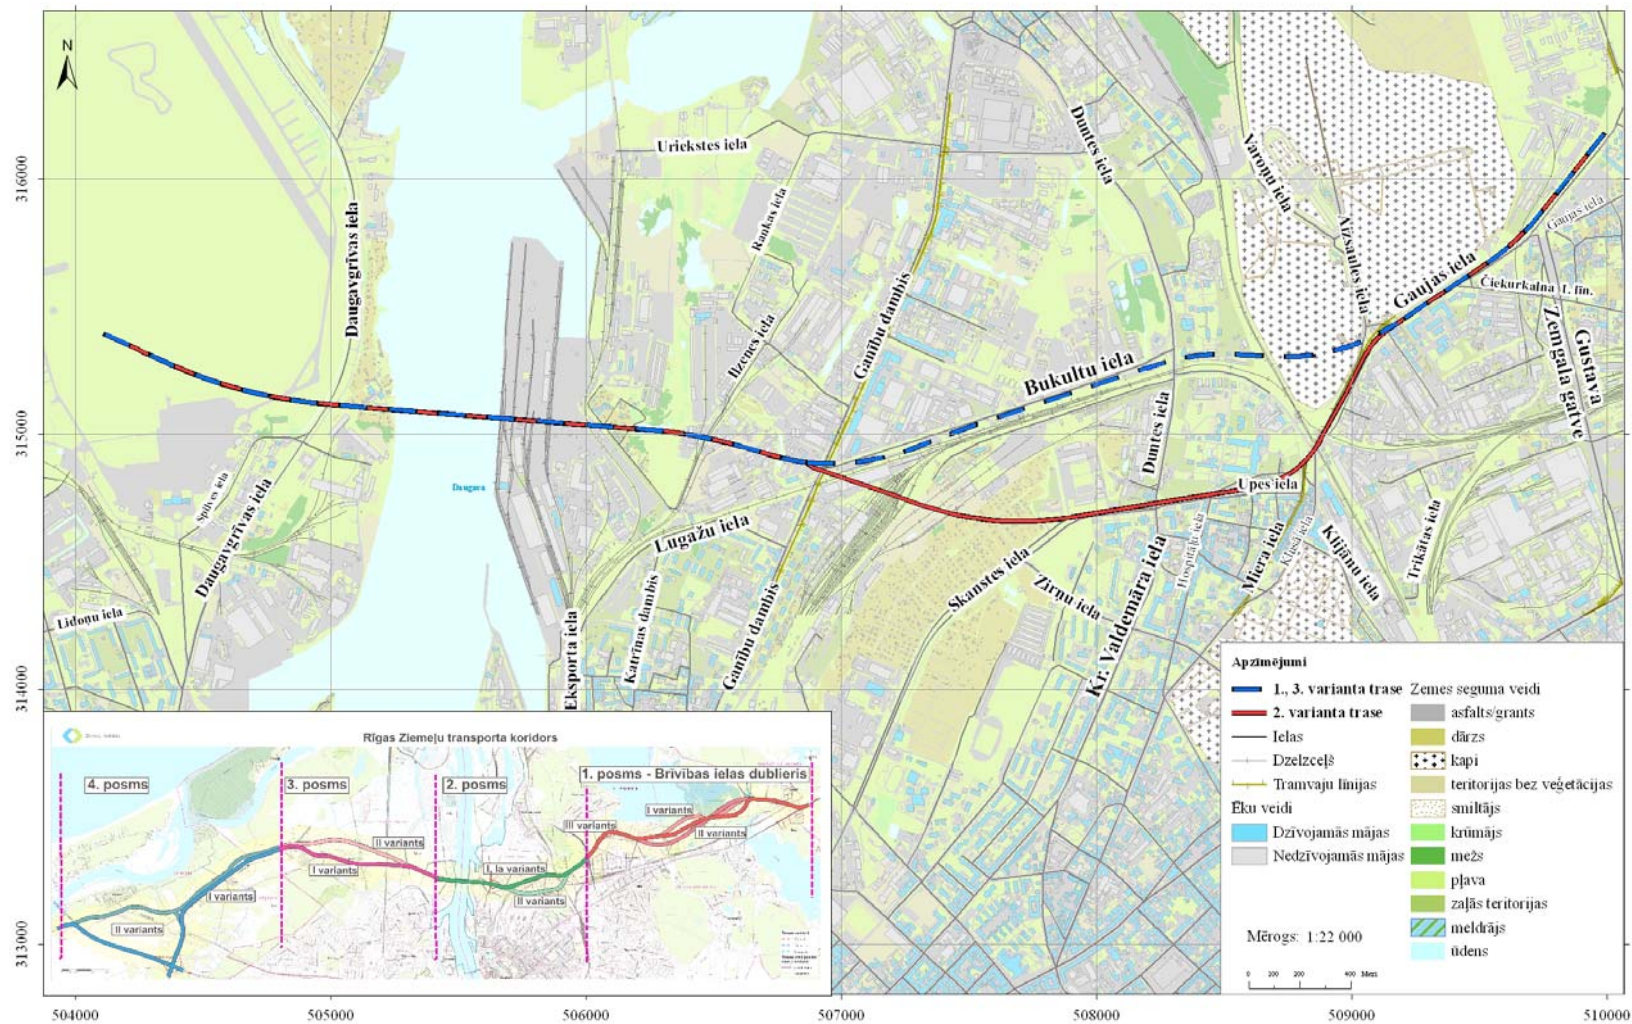 N
316000
315000
314000
313000
504000
505000
506000
507000
508000
509000
510000
Uriekstes iela
Duntes iela
Varoņu iela
Rankas iela
Aizsaules iela
Gaujas iela
Gaujas iela
Daugavgrīvas iela
Čiekurkalna 1. līn.
Ganību dambis
Ilzenes iela
Zemgala gatve
Gustava
Bukultu iela
Duntes iela
Daugava
Spilves iela
Daugavgrīvas iela
Upes iela
Lugažu iela
Hospitāļu iela
Miera iela
Klusā iela
Klijāņu iela
Trikātas iela
Skanstes iela
Zirņu iela
Kr. Valdemāra iela
Lidoņu iela
Eksporta iela
Katrīnas dambis
Ganību dambis
Apzīmējumi
1., 3. varianta trase
2. varianta trase
Ielas
Dzelzceļš
Tramvaju līnijas
Ēku veidi
Dzīvojamās mājas
Nedzīvojamās mājas
Zemes seguma veidi
asfalts/grants
dārzs
kapi
teritorijas bez veģetācijas
smiltājs
krūmājs
mežs
pļava
zaļās teritorijas
meldrājs
ūdens
Mērogs: 1:22 000
0 100 200 400
Rīgas Ziemeļu transporta koridors
4. posms
3. posms
2. posms
1. posms - Brīvības ielas dublieris
I variants
II variants
III variants
II variants
I variants
I, Ia variants
II variants
I variants
II variants